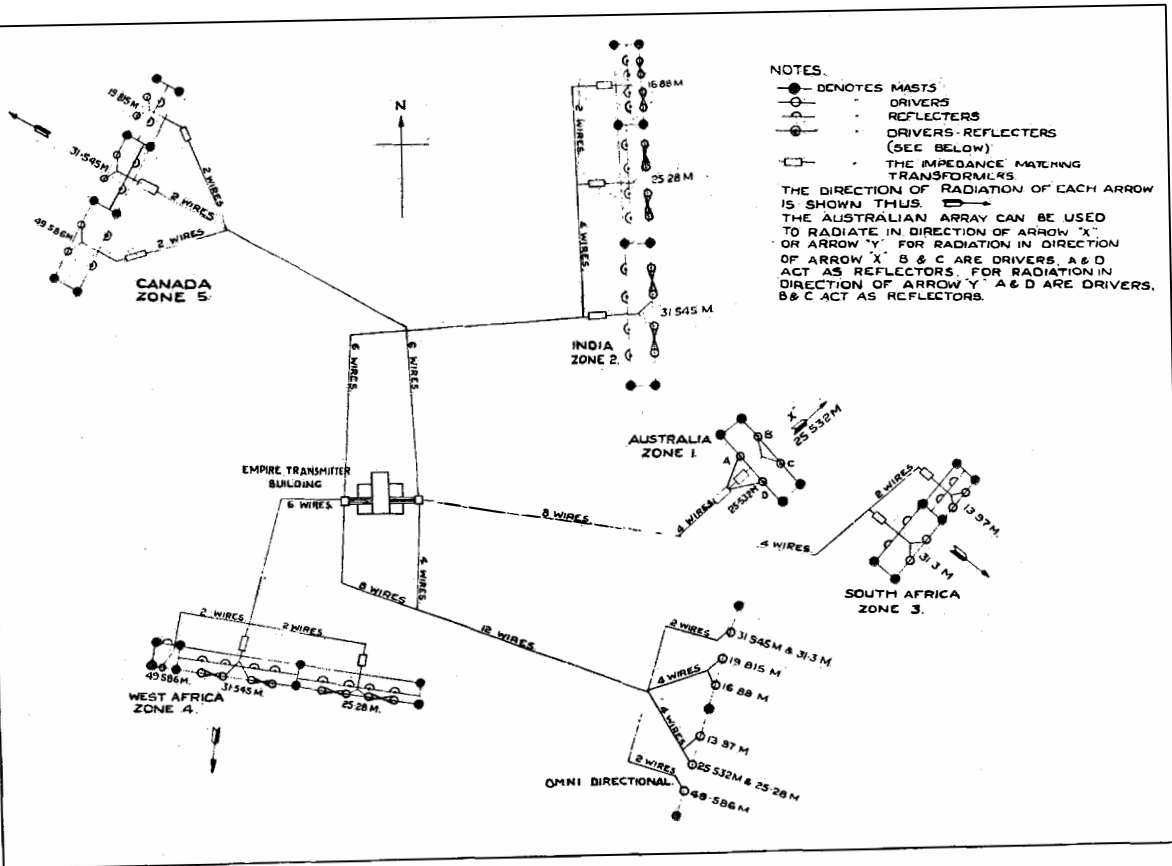 NOTES.
DENOTES MASTS
" DRIVERS
" REFLECTERS
" DRIVERS-REFLECTERS
(SEE BELOW)
" THE IMPEDANCE MATCHING
TRANSFORMERS.
THE DIRECTION OF RADIATION OF EACH ARROW
IS SHOWN THUS.
THE AUSTRALIAN ARRAY CAN BE USED
TO RADIATE IN DIRECTION OF ARROW "X"
OR ARROW "Y" FOR RADIATION IN DIRECTION
OF ARROW "X" B & C ARE DRIVERS, A & D
ACT AS REFLECTORS. FOR RADIATION IN
DIRECTION OF ARROW "Y" A & D ARE DRIVERS,
B & C ACT AS REFLECTORS.
N
19.815M
31.545M
49.586M
2 WIRES
2 WIRES
2 WIRES
CANADA
ZONE 5.
16.88 M
2 WIRES.
25.28 M
4 WIRES
31.545 M.
INDIA
ZONE 2.
6 WIRES.
6 WIRES.
AUSTRALIA
ZONE 1.
"X"
25.532M
A
B
C
D
25.532M
4 WIRES
EMPIRE TRANSMITTER
BUILDING
6 WIRES.
8 WIRES.
4 WIRES.
2 WIRES
13.97M.
31.3 M
SOUTH AFRICA
ZONE 3.
8 WIRES
4 WIRES
12 WIRES.
2 WIRES
2 WIRES
49.586M.
31.545M.
25.28 M.
WEST AFRICA
ZONE 4.
2 WIRES
31.545M & 31.3 M
4 WIRES
19.815 M
16.88 M
4 WIRES
13.97 M
25.532M & 25.28 M
2 WIRES
49.586 M
OMNI DIRECTIONAL.